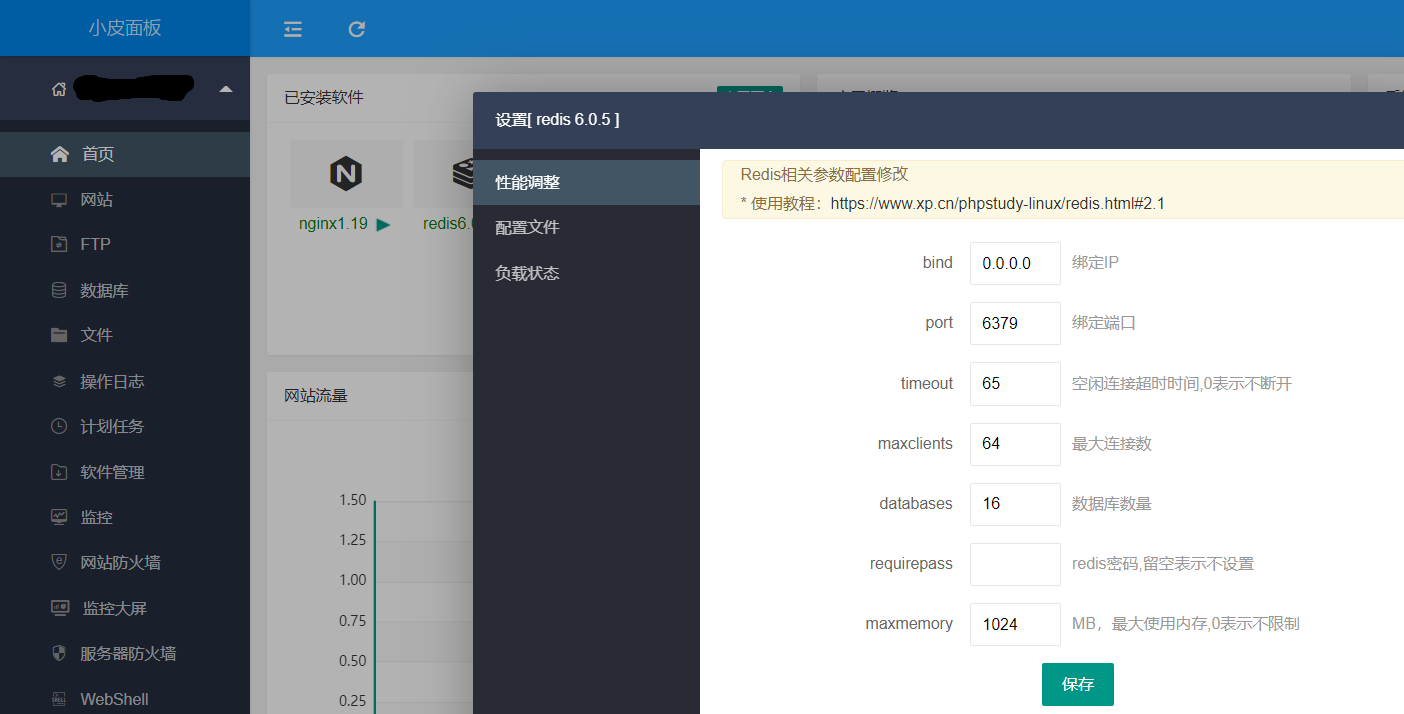 小皮面板
首页
网站
FTP
数据库
文件
操作日志
计划任务
软件管理
监控
网站防火墙
监控大屏
服务器防火墙
WebShell
已安装软件
nginx1.19
redis6.
网站流量
1.50
1.25
1.00
0.75
0.50
0.25
设置[ redis 6.0.5 ]
性能调整
配置文件
负载状态
Redis相关参数配置修改
* 使用教程：https://www.xp.cn/phpstudy-linux/redis.html#2.1
bind 0.0.0.0 绑定IP
port 6379 绑定端口
timeout 65 空闲连接超时时间,0表示不断开
maxclients 64 最大连接数
databases 16 数据库数量
requirepass redis密码,留空表示不设置
maxmemory 1024 MB，最大使用内存,0表示不限制
保存